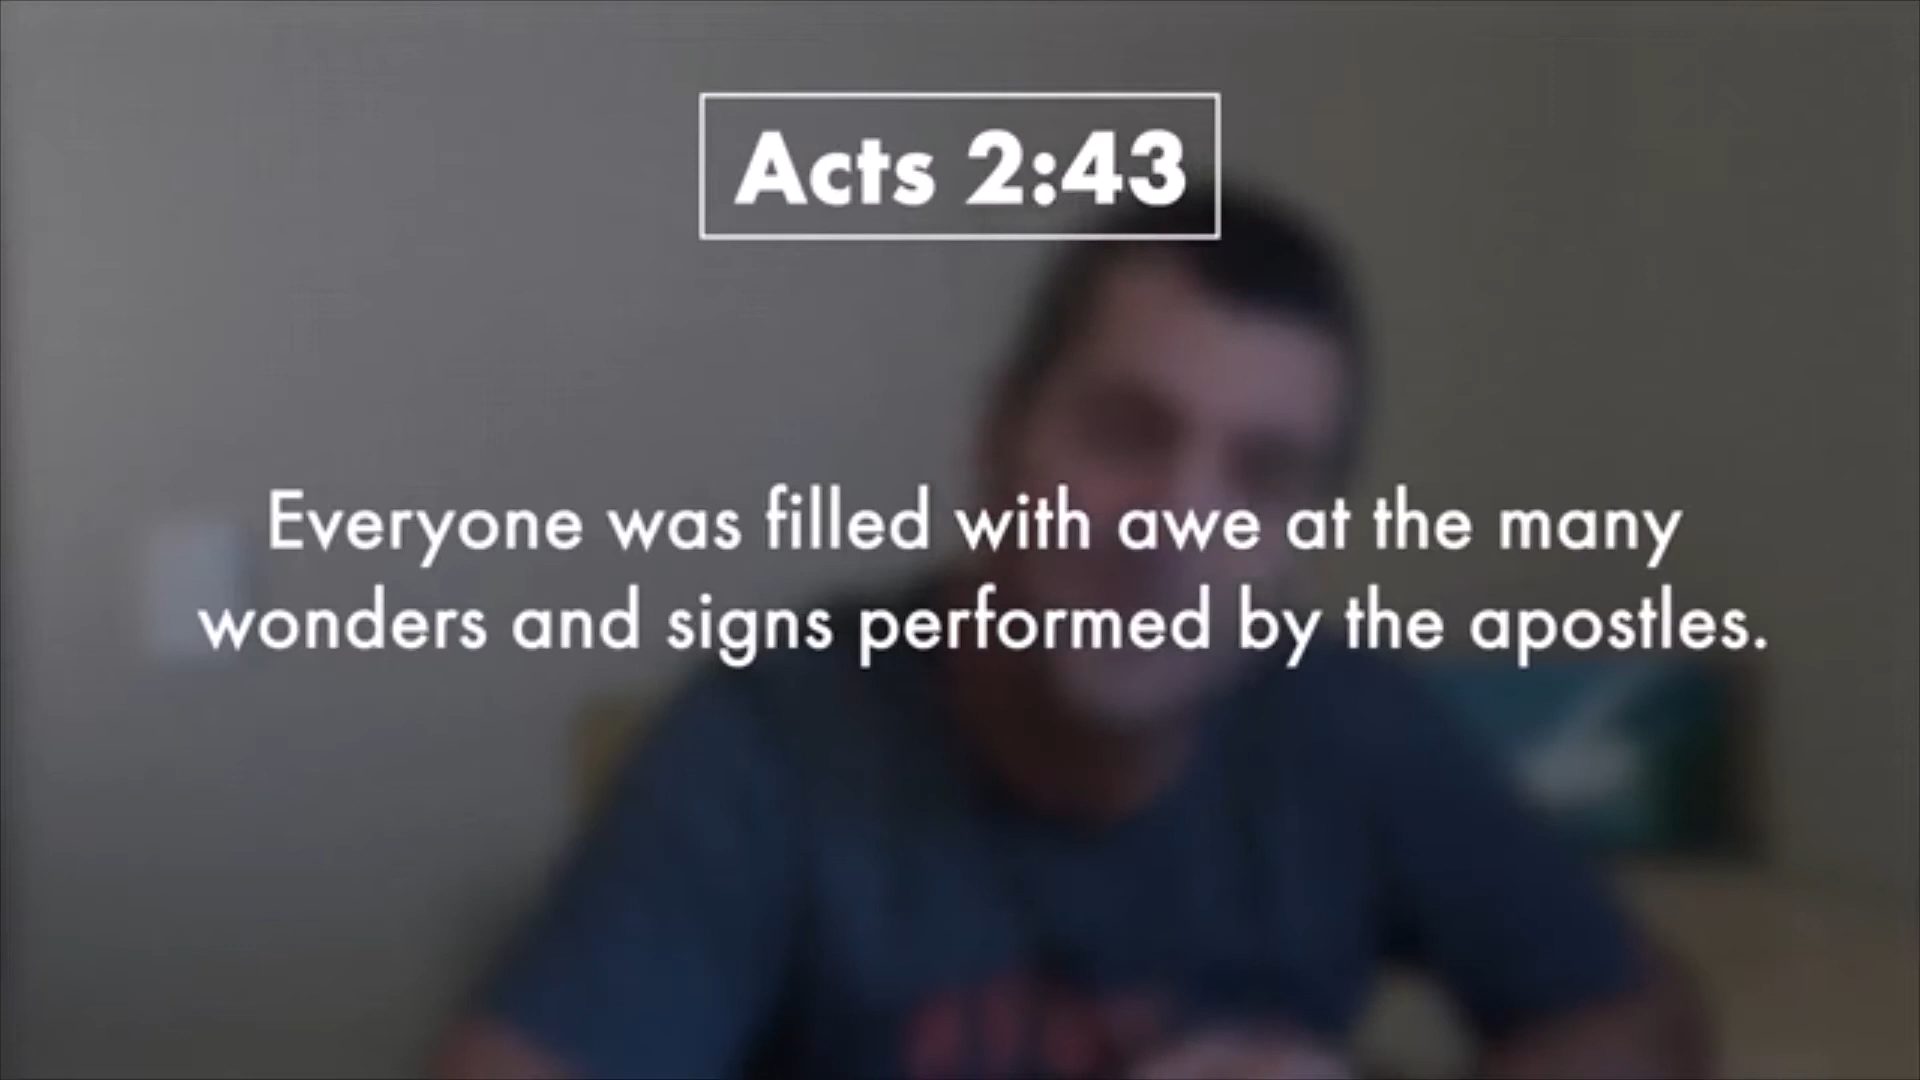 Acts 2:43
Everyone was filled with awe at the many
wonders and signs performed by the apostles.